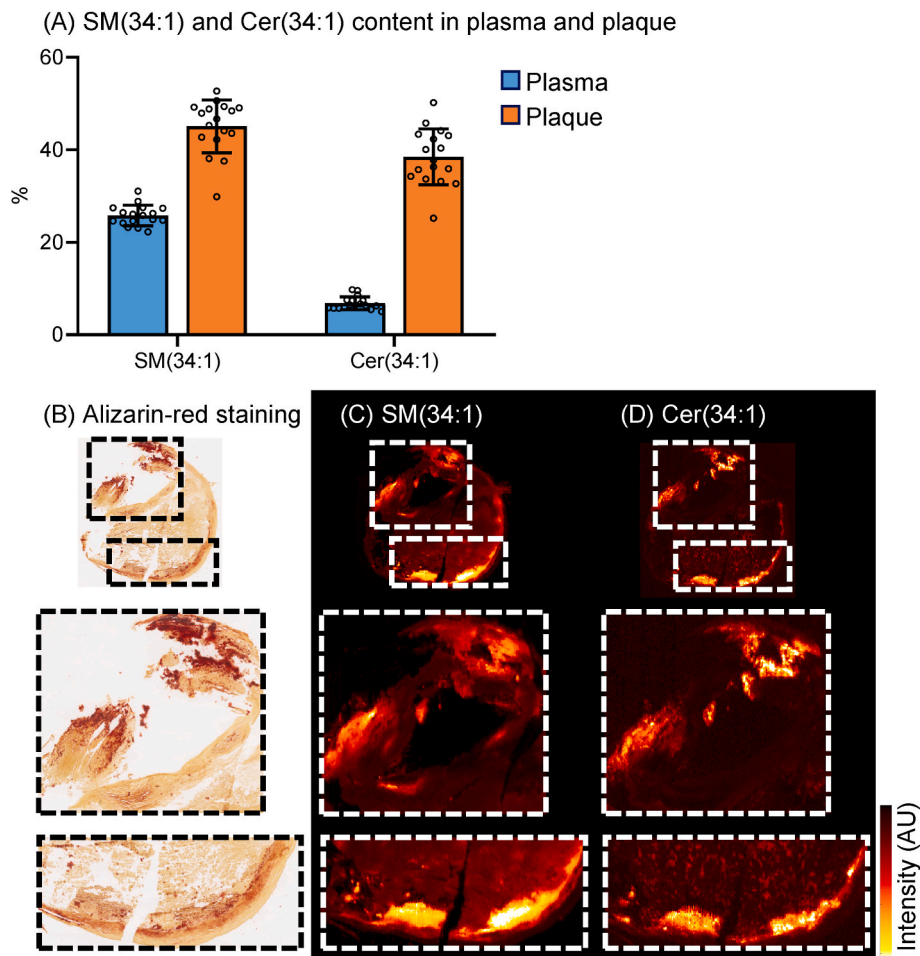 (A) SM(34:1) and Cer(34:1) content in plasma and plaque
60
40
20
0
%
Plasma
Plaque
SM(34:1)
Cer(34:1)
(B) Alizarin-red staining
(C) SM(34:1)
(D) Cer(34:1)
Intensity (AU)